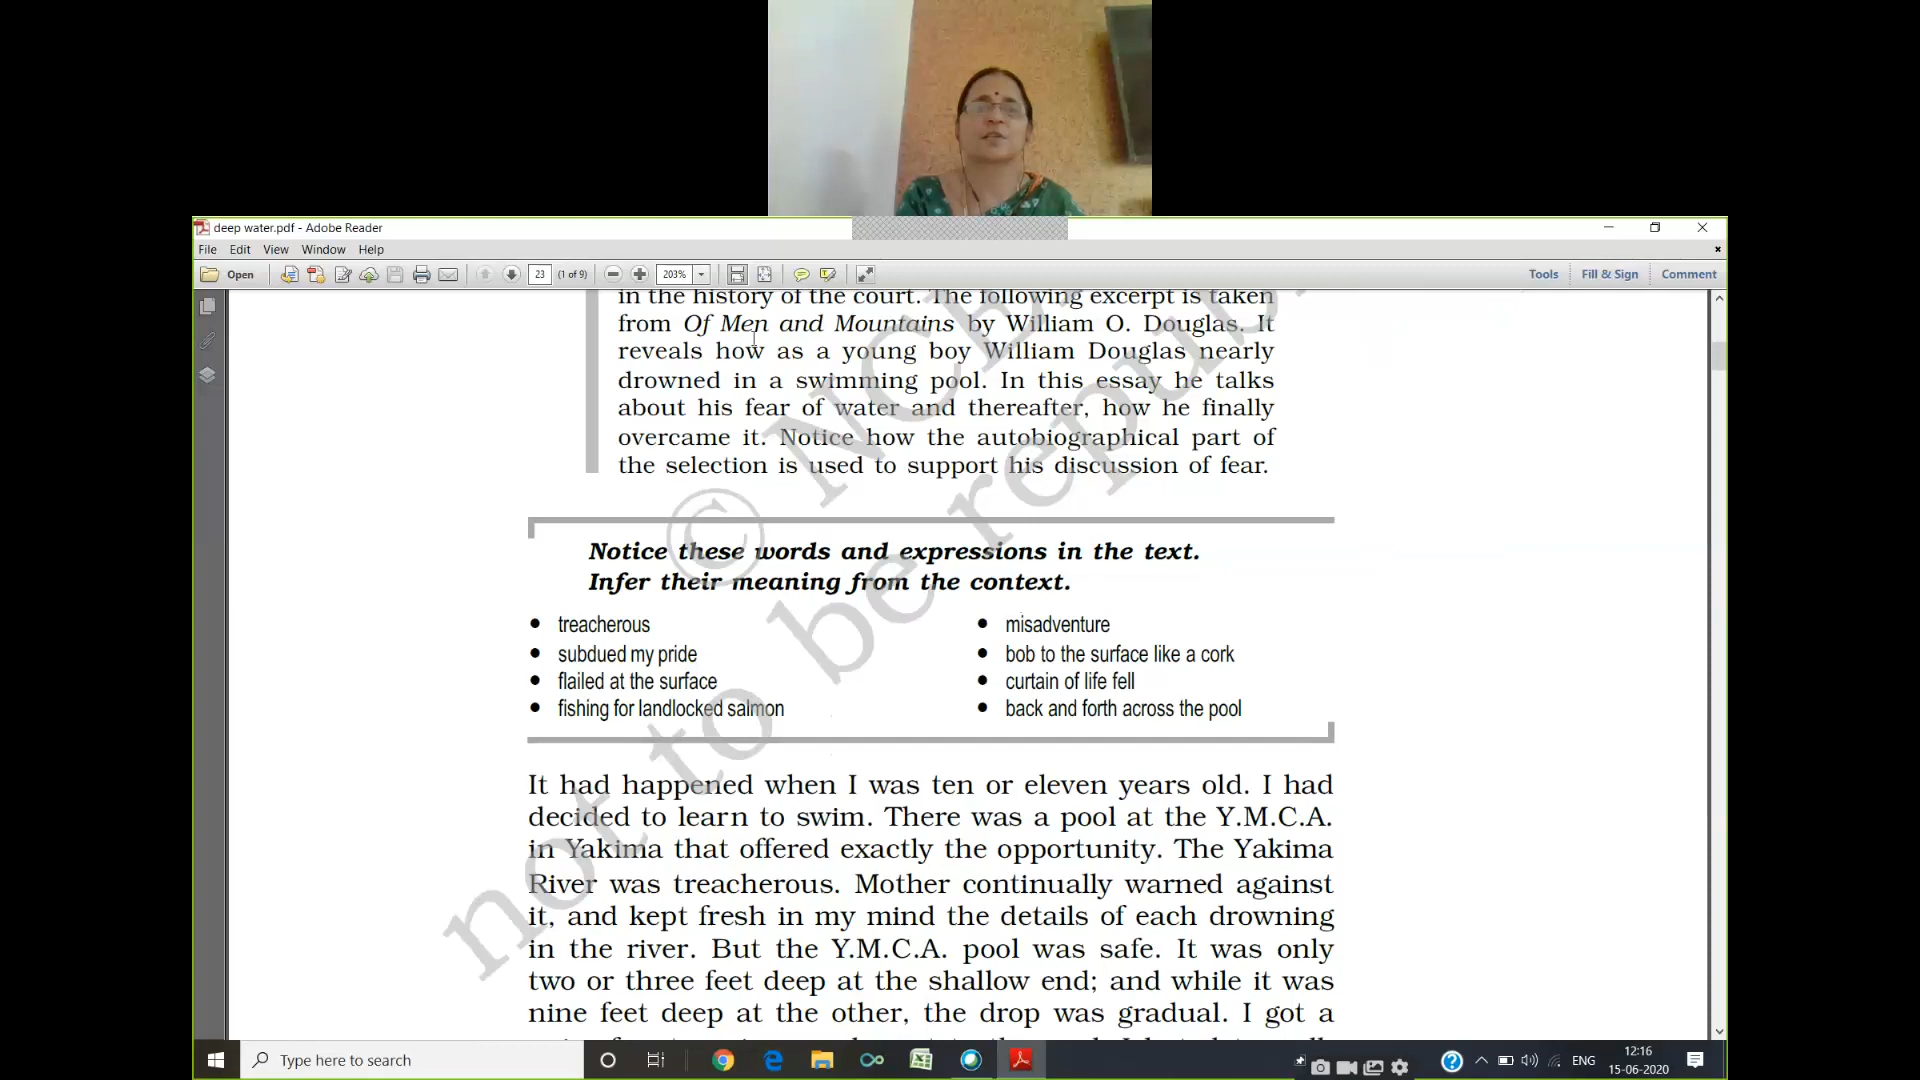 deep water.pdf - Adobe Reader
File Edit View Window Help
Open 23 (1 of 9) 203% Tools Fill & Sign Comment
in the history of the court. The following excerpt is taken
from Of Men and Mountains by William O. Douglas. It
reveals how as a young boy William Douglas nearly
drowned in a swimming pool. In this essay he talks
about his fear of water and thereafter, how he finally
overcame it. Notice how the autobiographical part of
the selection is used to support his discussion of fear.
Notice these words and expressions in the text.
Infer their meaning from the context.
• treacherous • misadventure
• subdued my pride • bob to the surface like a cork
• flailed at the surface • curtain of life fell
• fishing for landlocked salmon • back and forth across the pool
It had happened when I was ten or eleven years old. I had
decided to learn to swim. There was a pool at the Y.M.C.A.
in Yakima that offered exactly the opportunity. The Yakima
River was treacherous. Mother continually warned against
it, and kept fresh in my mind the details of each drowning
in the river. But the Y.M.C.A. pool was safe. It was only
two or three feet deep at the shallow end; and while it was
nine feet deep at the other, the drop was gradual. I got a
© NCE
not to be republ
Type here to search
ENG
12:16
15-06-2020